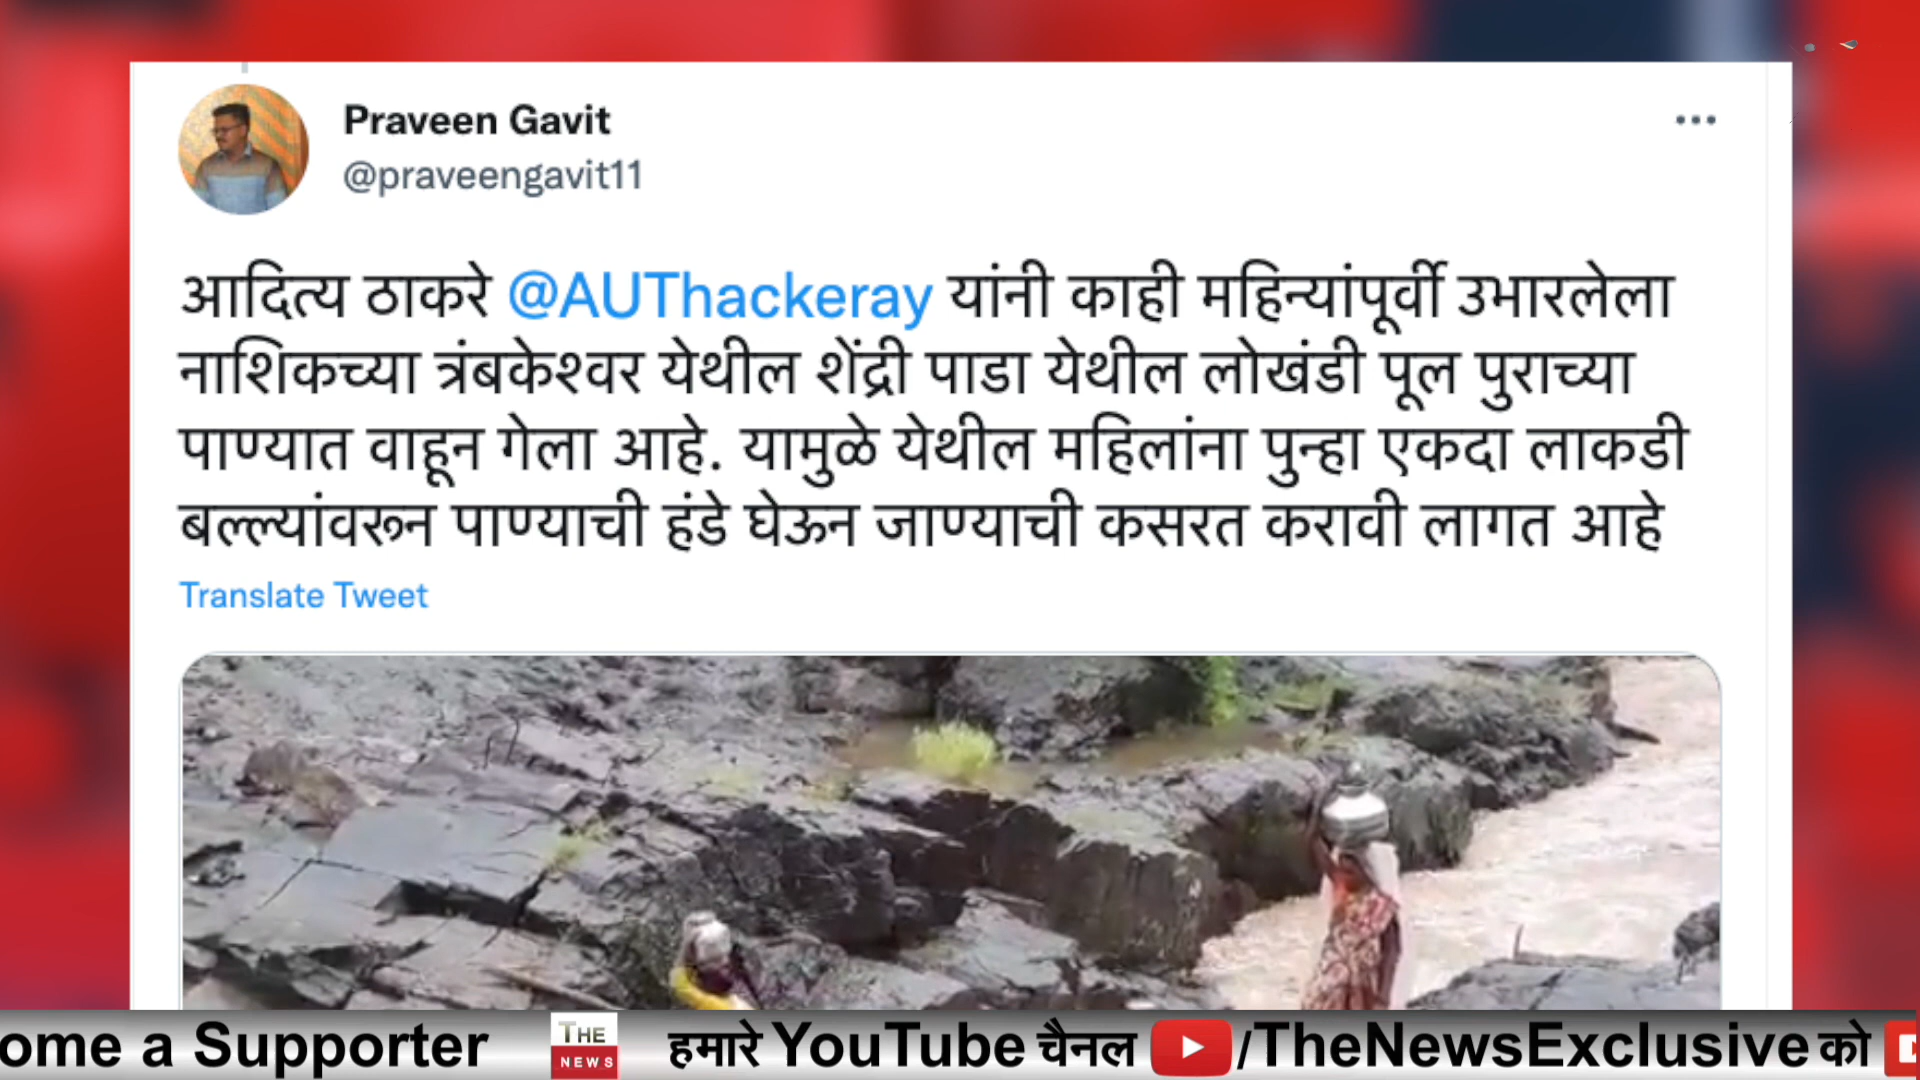 Praveen Gavit
@praveengavit11
आदित्य ठाकरे @AUThackeray यांनी काही महिन्यांपूर्वी उभारलेला
नाशिकच्या त्रंबकेश्वर येथील शेंद्री पाडा येथील लोखंडी पूल पुराच्या
पाण्यात वाहून गेला आहे. यामुळे येथील महिलांना पुन्हा एकदा लाकडी
बल्ल्यांवरून पाण्याची हंडे घेऊन जाण्याची कसरत करावी लागत आहे
Translate Tweet
ome a Supporter THE NEWS हमारे YouTube चैनल /TheNewsExclusive को